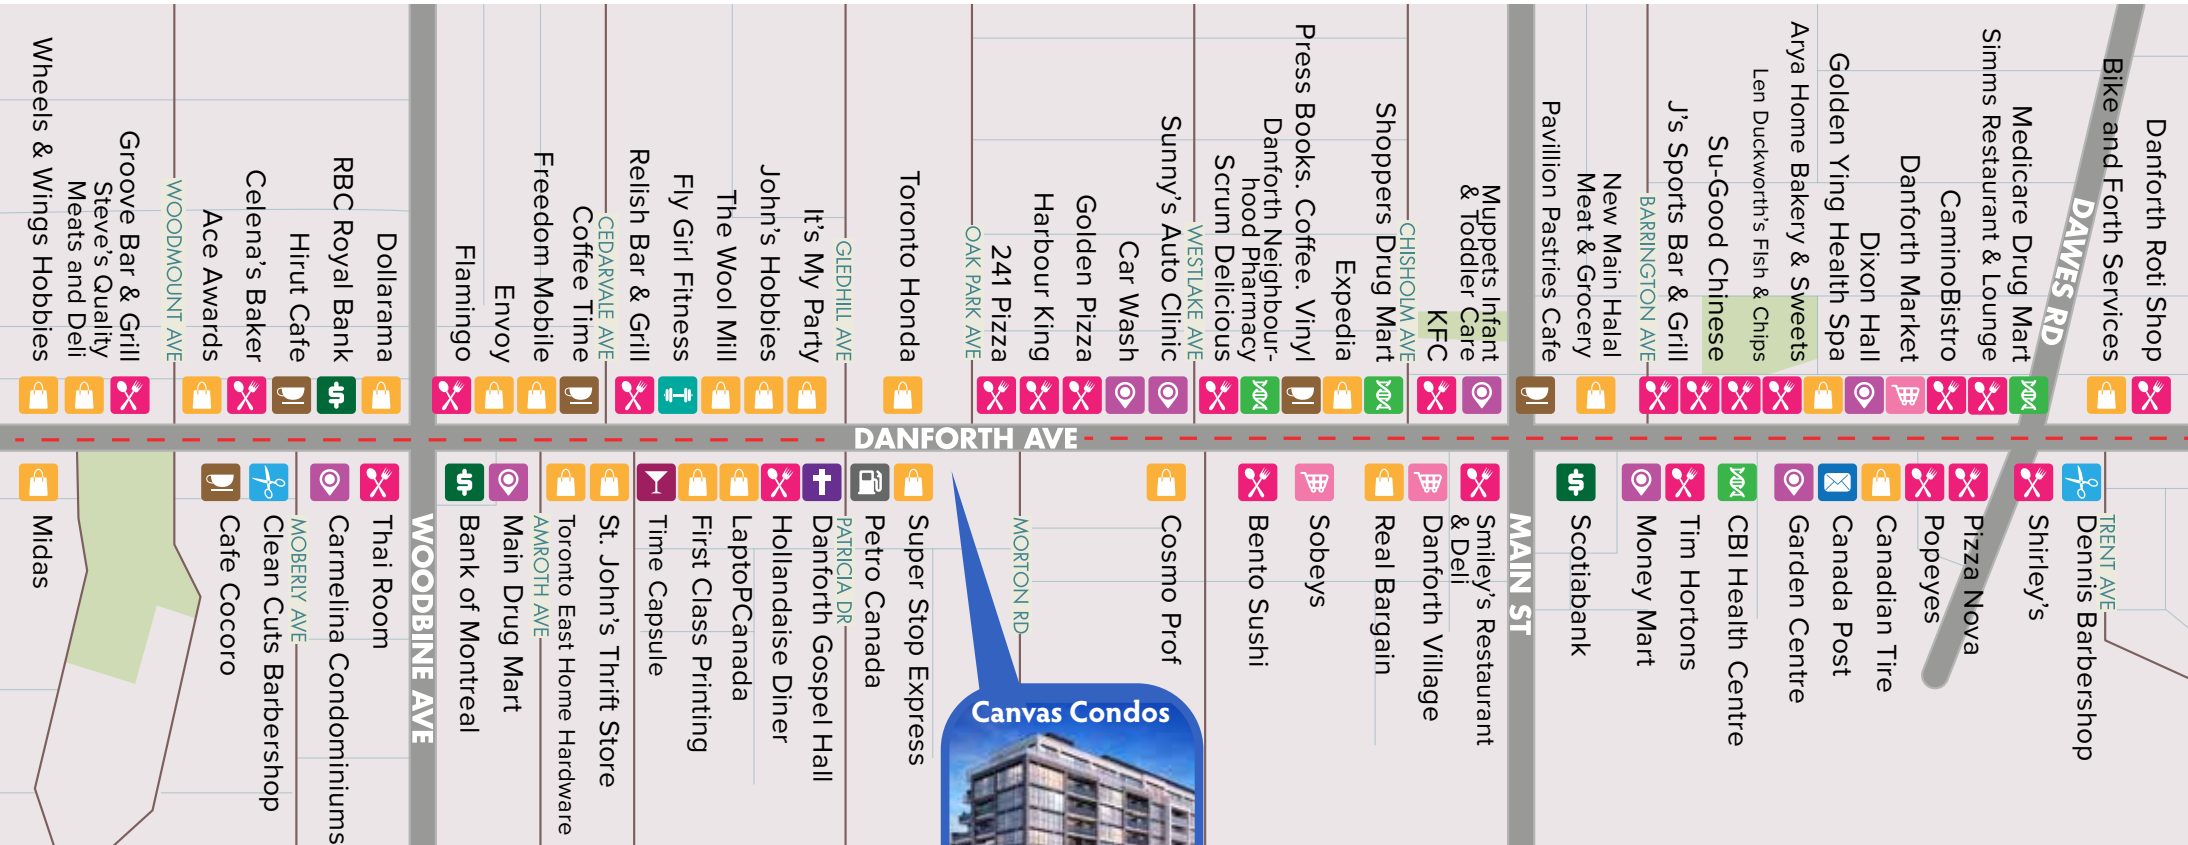 Wheels & Wings Hobbies
Steve's Quality
Meats and Deli
Groove Bar & Grill
WOODMOUNT AVE
Ace Awards
Celena's Baker
Hirut Cafe
RBC Royal Bank
Dollarama
Flamingo
Envoy
Freedom Mobile
Coffee Time
CEDARVALE AVE
Relish Bar & Grill
Fly Girl Fitness
The Wool Mill
John's Hobbies
It's My Party
GLEDHILL AVE
Toronto Honda
OAK PARK AVE
241 Pizza
Harbour King
Golden Pizza
Car Wash
Sunny's Auto Clinic
WESTLAKE AVE
Scrum Delicious
Danforth Neighbour-
hood Pharmacy
Press Books. Coffee. Vinyl
Expedia
Shoppers Drug Mart
CHISHOLM AVE
KFC
Muppets Infant
& Toddler Care
Pavillion Pastries Cafe
New Main Halal
Meat & Grocery
BARRINGTON AVE
J's Sports Bar & Grill
Su-Good Chinese
Len Duckworth's FIsh & Chips
Arya Home Bakery & Sweets
Golden Ying Health Spa
Dixon Hall
Danforth Market
CaminoBistro
Simms Restaurant & Lounge
Medicare Drug Mart
DAWES RD
Bike and Forth Services
Danforth Roti Shop
DANFORTH AVE
Midas
Cafe Cocoro
Clean Cuts Barbershop
MOBERLY AVE
Carmelina Condominiums
Thai Room
WOODBINE AVE
Bank of Montreal
Main Drug Mart
AMROTH AVE
Toronto East Home Hardware
St. John's Thrift Store
Time Capsule
First Class Printing
LaptoPCanada
Hollandaise Diner
Danforth Gospel Hall
PATRICIA DR
Petro Canada
Super Stop Express
Canvas Condos
MORTON RD
Cosmo Prof
Bento Sushi
Sobeys
Real Bargain
Danforth Village
Smiley's Restaurant
& Deli
MAIN ST
Scotiabank
Money Mart
Tim Hortons
CBI Health Centre
Garden Centre
Canada Post
Canadian Tire
Popeyes
Pizza Nova
Shirley's
Dennis Barbershop
TRENT AVE